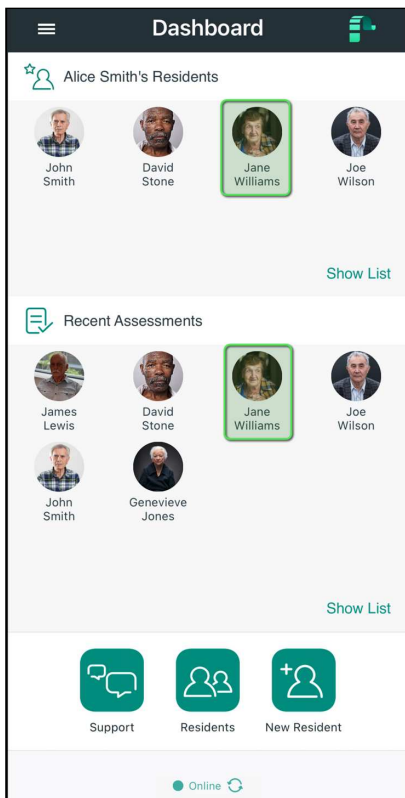 Dashboard
Alice Smith's Residents
John
Smith
David
Stone
Jane
Williams
Joe
Wilson
Show List
Recent Assessments
James
Lewis
David
Stone
Jane
Williams
Joe
Wilson
John
Smith
Genevieve
Jones
Show List
Support
Residents
New Resident
Online